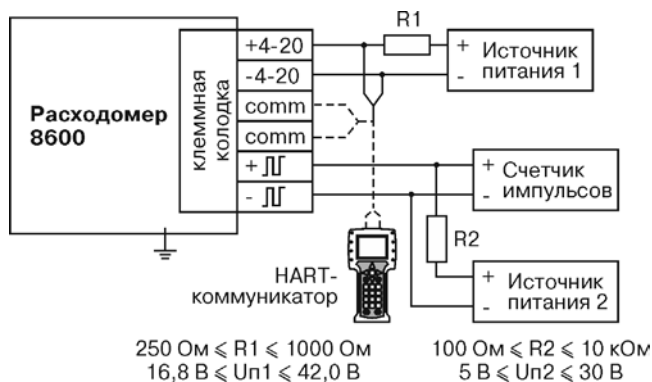 R1
+4-20
+
Источник
питания 1
-
-4-20
Расходомер
8600
клеммная
колодка
comm
comm
+
-
+
Счетчик
импульсов
-
R2
HART-
коммуникатор
+
Источник
питания 2
-
250 Ом ⩽ R1 ⩽ 1000 Ом
16,8 В ⩽ Uп1 ⩽ 42,0 В
100 Ом ⩽ R2 ⩽ 10 кОм
5 В ⩽ Uп2 ⩽ 30 В